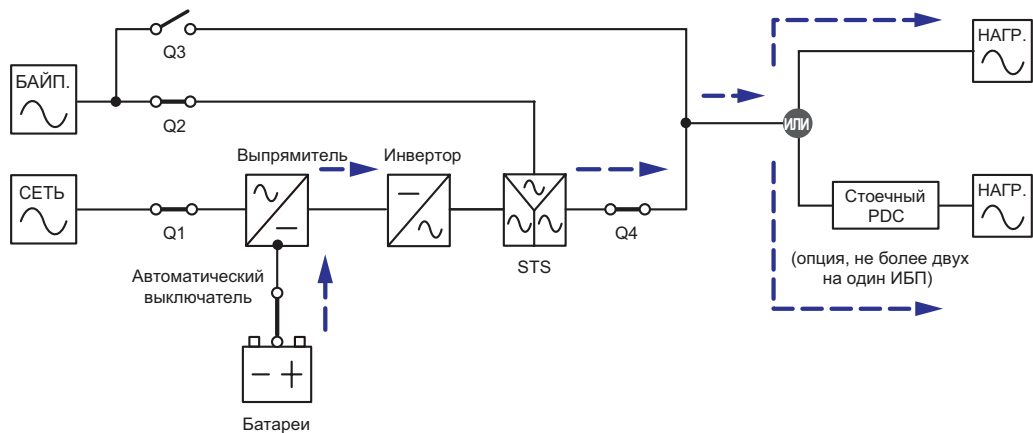 Q3
НАГР.
БАЙП.
Q2
ИЛИ
Выпрямитель
Инвертор
СЕТЬ
Q1
STS
Q4
Стоечный
PDC
НАГР.
(опция, не более двух
на один ИБП)
Автоматический
выключатель
Батареи